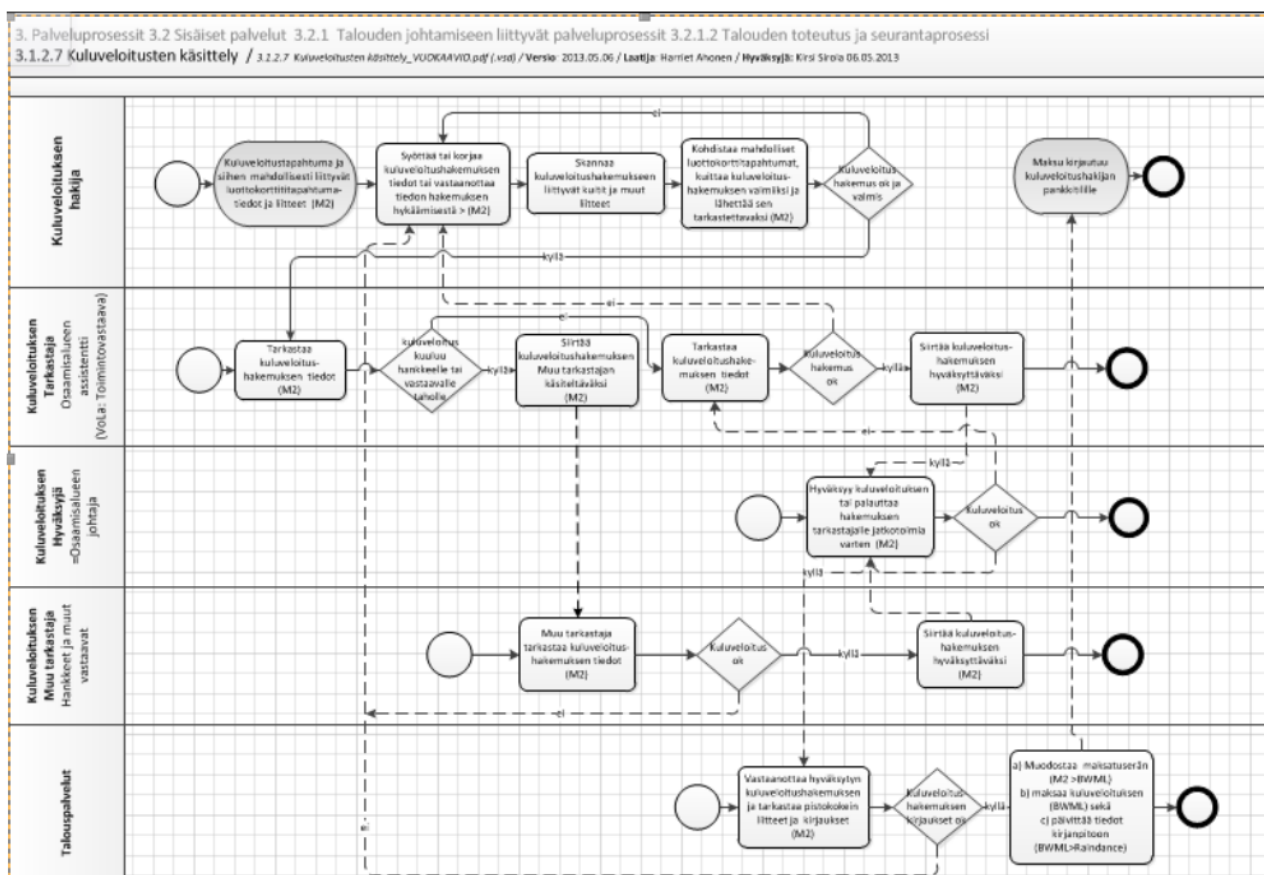 3. Palveluprosessit 3.2 Sisäiset palvelut 3.2.1 Talouden johtamiseen liittyvät palveluprosessit 3.2.1.2 Talouden toteutus ja seurantaprosessi
3.1.2.7 Kuluveloitusten käsittely / 3.1.2.7 Kuluveloitusten käsittely_VUOKAAVIO.pdf (.vsd) / Versio: 2013.05.06 / Laatija: Harriet Ahonen / Hyväksyjä: Kirsi Sirola 06.05.2013
Kuluveloituksen
hakija
Kuluveloitustapahtuma ja
siihen mahdollisesti liittyvät
luottokorttititapahtuma-
tiedot ja liitteet (M2)
Syöttää tai korjaa
kuluveloitushakemuksen
tiedot tai vastaanottaa
tiedon hakemuksen
hykäämisestä > (M2)
Skannaa
kuluveloitushakemukseen
liittyvät kuitit ja muut
liitteet
Kohdistaa mahdolliset
luottokorttitapahtumat,
kuittaa kuluveloitus-
hakemuksen valmiiksi ja
lähettää sen
tarkastettavaksi (M2)
Kuluveloitus
hakemus ok ja
valmis
ei
kyllä
Maksu kirjautuu
kuluveloitushakijan
pankkitilille
Kuluveloituksen
Tarkastaja
Osaamisalueen
assistentti
(VoLa: Toimintovastaava)
Tarkastaa
kuluveloitus-
hakemuksen tiedot
(M2)
kuluveloitus
kuuluu
hankkeelle tai
vastaavalle
taholle
ei
kyllä
Siirtää
kuluveloitushakemuksen
Muu tarkastajan
käsiteltäväksi
(M2)
Tarkastaa
kuluveloitushake-
muksen tiedot
(M2)
ei
Kuluveloitus
hakemus
ok
kyllä
Siirtää kuluveloitus-
hakemuksen
hyväksyttäväksi
(M2)
Kuluveloituksen
Hyväksyjä
=Osaamisalueen
johtaja
ei
kyllä
Hyväksyy kuluveloituksen
tai palauttaa
hakemuksen
tarkastajalle jatkotoimia
varten (M2)
Kuluveloitus
ok
kyllä
Kuluveloituksen
Muu tarkastaja
Hankkeet ja muut
vastaavat
Muu tarkastaja
tarkastaa kuluveloitus-
hakemuksen tiedot
(M2)
Kuluveloitus
ok
kyllä
ei
Siirtää kuluveloitus-
hakemuksen
hyväksyttäväksi
(M2)
Talouspalvelut
ei
Vastaanottaa hyväksytyn
kuluveloitushakemuksen
ja tarkastaa pistokokein
liitteet ja kirjaukset
(M2)
Kuluveloitus
hakemuksen
kirjaukset ok
kyllä
a) Muodostaa maksatuserän
(M2 >BWML)
b) maksaa kuluveloituksen
(BWML) sekä
c) päivittää tiedot
kirjanpitoon
(BWML>Raindance)